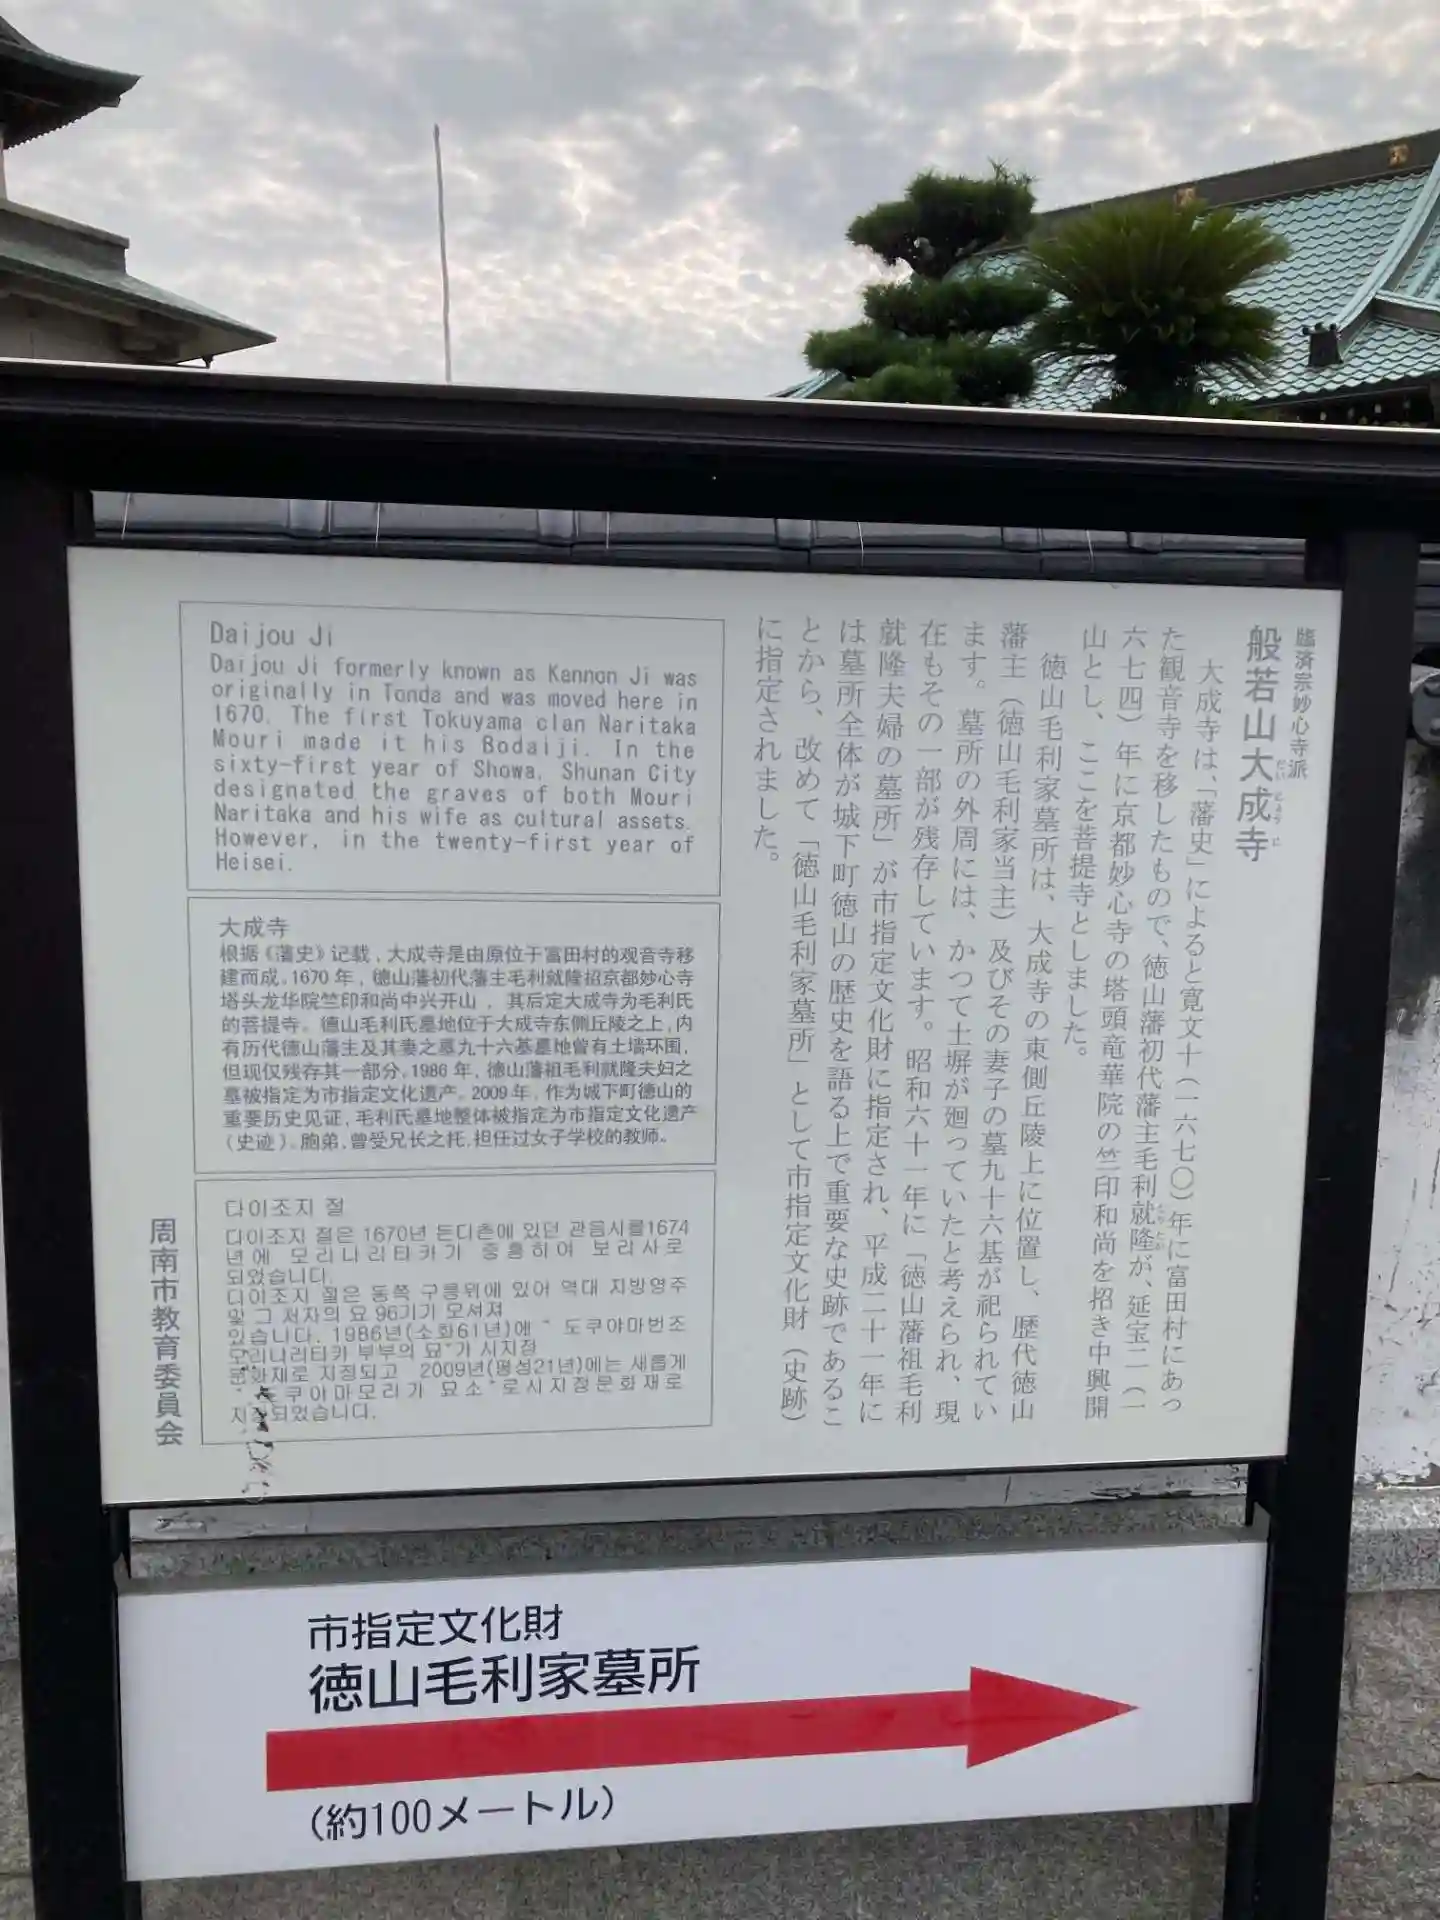 臨済宗妙心寺派
般若山大成寺
だいじょうじ
大成寺は、「藩史」によると寛文十(一六七〇)年に富田村にあっ
た観音寺を移したもので、徳山藩初代藩主毛利就隆が、延宝二(一
なりたか
六七四)年に京都妙心寺の塔頭竜華院の竺印和尚を招き中興開
山とし、ここを菩提寺としました。
徳山毛利家墓所は、大成寺の東側丘陵上に位置し、歴代徳山
藩主(徳山毛利家当主)及びその妻子の墓九十六基が祀られてい
ます。墓所の外周には、かつて土塀が廻っていたと考えられ、現
在もその一部が残存しています。昭和六十一年に「徳山藩祖毛利
就隆夫婦の墓所」が市指定文化財に指定され、平成二十一年に
は墓所全体が城下町徳山の歴史を語る上で重要な史跡であるこ
とから、改めて「徳山毛利家墓所」として市指定文化財(史跡)
に指定されました。
Daijou Ji
Daijou Ji formerly known as Kannon Ji was
originally in Tonda and was moved here in
1670. The first Tokuyama clan Naritaka
Mouri made it his Bodaiji. In the
sixty-first year of Showa, Shunan City
designated the graves of both Mouri
Naritaka and his wife as cultural assets.
However, in the twenty-first year of
Heisei.
大成寺
根据《藩史》记载，大成寺是由原位于富田村的观音寺移
建而成。1670年，德山藩初代藩主毛利就隆招京都妙心寺
塔头龙华院竺印和尚中兴开山，其后定大成寺为毛利氏
的菩提寺。德山毛利氏墓地位于大成寺东侧丘陵之上，内
有历代德山藩主及其妻之墓九十六基墓地曾有土墙环围，
但现仅残存其一部分。1986年，德山藩祖毛利就隆夫妇之
墓被指定为市指定文化遗产。2009年，作为城下町德山的
重要历史见证，毛利氏墓地整体被指定为市指定文化遗产
（史迹）。胞弟，曾受兄长之托，担任过女子学校的教师。
다이조지 절
다이조지 절은 1670년 돈디촌에 있던 관음사를1674
년에 모리나리타카가 중흥하여 보리사로
되었습니다.
다이조지 절은 동쪽 구릉위에 있어 역대 지방영주
및 그 처자의 묘 96기가 모셔져
있습니다. 1986년(소화61년)에 " 도쿠야마번조
모리나리타카 부부의 묘"가 시지정
문화재로 지정되고 2009년(평성21년)에는 새롭게
쿠야마모리가 묘소"로시지정문화재로
지정되었습니다.
周南市教育委員会
市指定文化財
徳山毛利家墓所
(約100メートル)